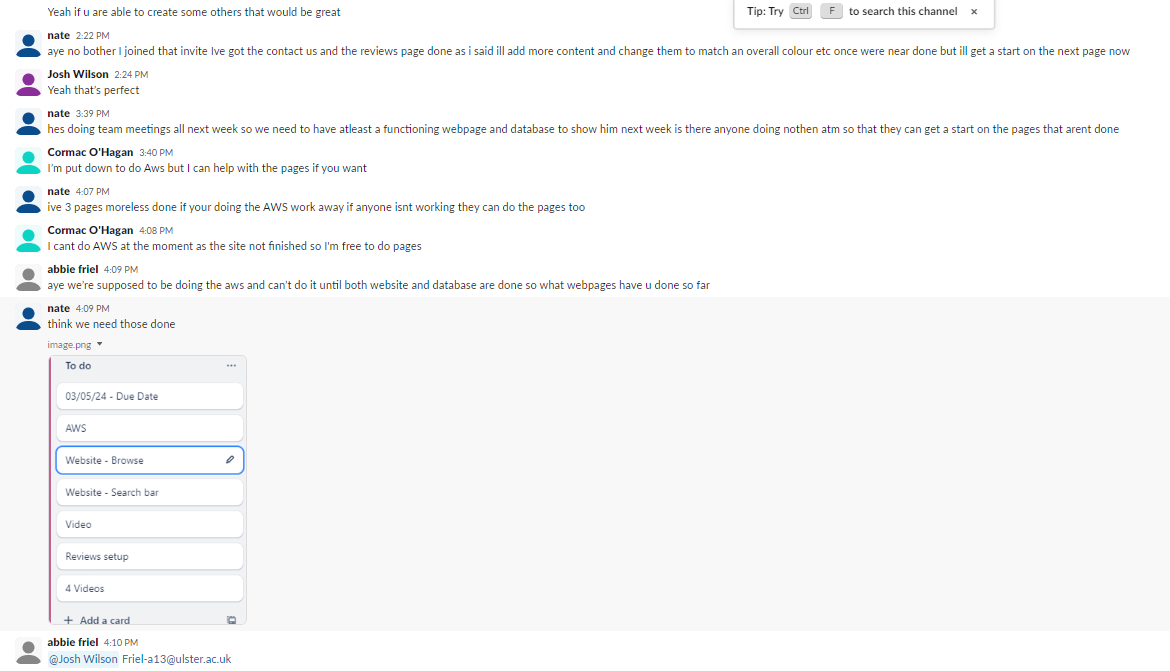 Yeah if u are able to create some others that would be great
Tip: Try Ctrl F to search this channel ×
nate 2:22 PM
aye no bother I joined that invite Ive got the contact us and the reviews page done as i said ill add more content and change them to match an overall colour etc once were near done but ill get a start on the next page now
Josh Wilson 2:24 PM
Yeah that's perfect
nate 3:39 PM
hes doing team meetings all next week so we need to have atleast a functioning webpage and database to show him next week is there anyone doing nothen atm so that they can get a start on the pages that arent done
Cormac O'Hagan 3:40 PM
I'm put down to do Aws but I can help with the pages if you want
nate 4:07 PM
ive 3 pages moreless done if your doing the AWS work away if anyone isnt working they can do the pages too
Cormac O'Hagan 4:08 PM
I cant do AWS at the moment as the site not finished so I'm free to do pages
abbie friel 4:09 PM
aye we're supposed to be doing the aws and can't do it until both website and database are done so what webpages have u done so far
nate 4:09 PM
think we need those done
image.png
To do
03/05/24 - Due Date
AWS
Website - Browse
Website - Search bar
Video
Reviews setup
4 Videos
+ Add a card
abbie friel 4:10 PM
@Josh Wilson Friel-a13@ulster.ac.uk